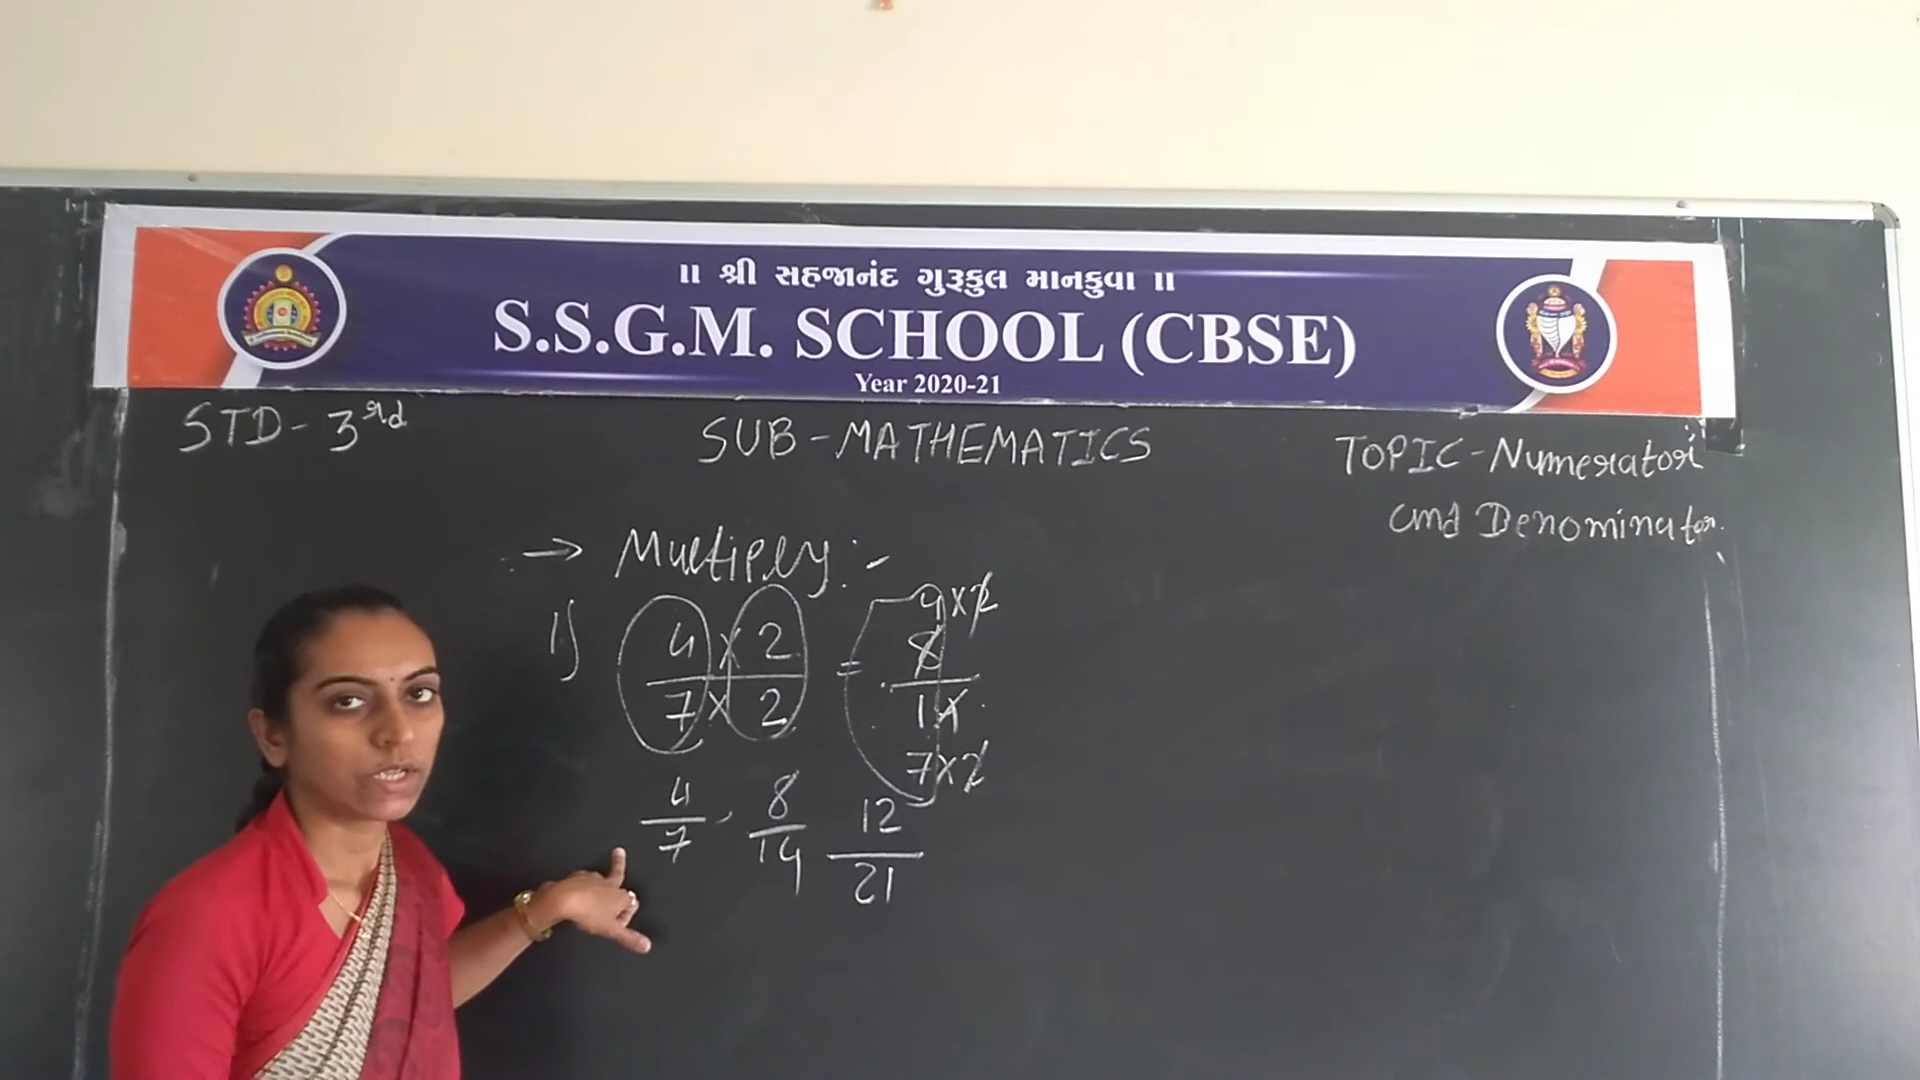 ॥ શ્રી સહજાનંદ ગુરૂકુલ માનકુવા ॥
S.S.G.M. SCHOOL (CBSE)
Year 2020-21
STD - 3rd
SUB - MATHEMATICS
TOPIC - Numerator
and Denominator.
→ Multiply :-
1) 4 × 2 / 7 × 2 = 8 / 14
4 × 2
7 × 2
4/7 , 8/14 12/21